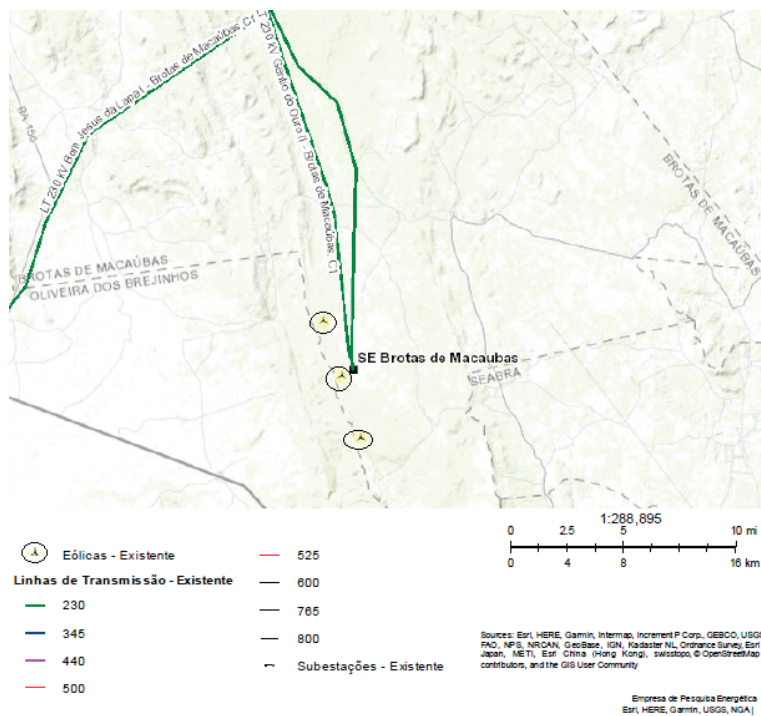 LT 230 kV Bom Jesus da Lapa I - Brotas de Macaúbas, C1
LT 230 kV Gentio do Ouro II - Brotas de Macaúbas, C1
BA-156
BROTAS DE MACAÚBAS
BROTAS DE MACAÚBAS
OLIVEIRA DOS BREJINHOS
SE Brotas de Macaubas
SEABRA
1:288,895
0 2.5 5 10 mi
0 4 8 16 km
Eólicas - Existente
Linhas de Transmissão - Existente
230
345
440
500
525
600
765
800
Subestações - Existente
Sources: Esri, HERE, Garmin, Intermap, Increment P Corp., GEBCO, USGS
FAO, NPS, NRCAN, GeoBase, IGN, Kadaster NL, Ordnance Survey, Esri
Japan, METI, Esri China (Hong Kong), swisstopo, © OpenStreetMap
contributors, and the GIS User Community
Empresa de Pesquisa Energética
Esri, HERE, Garmin, USGS, NGA |